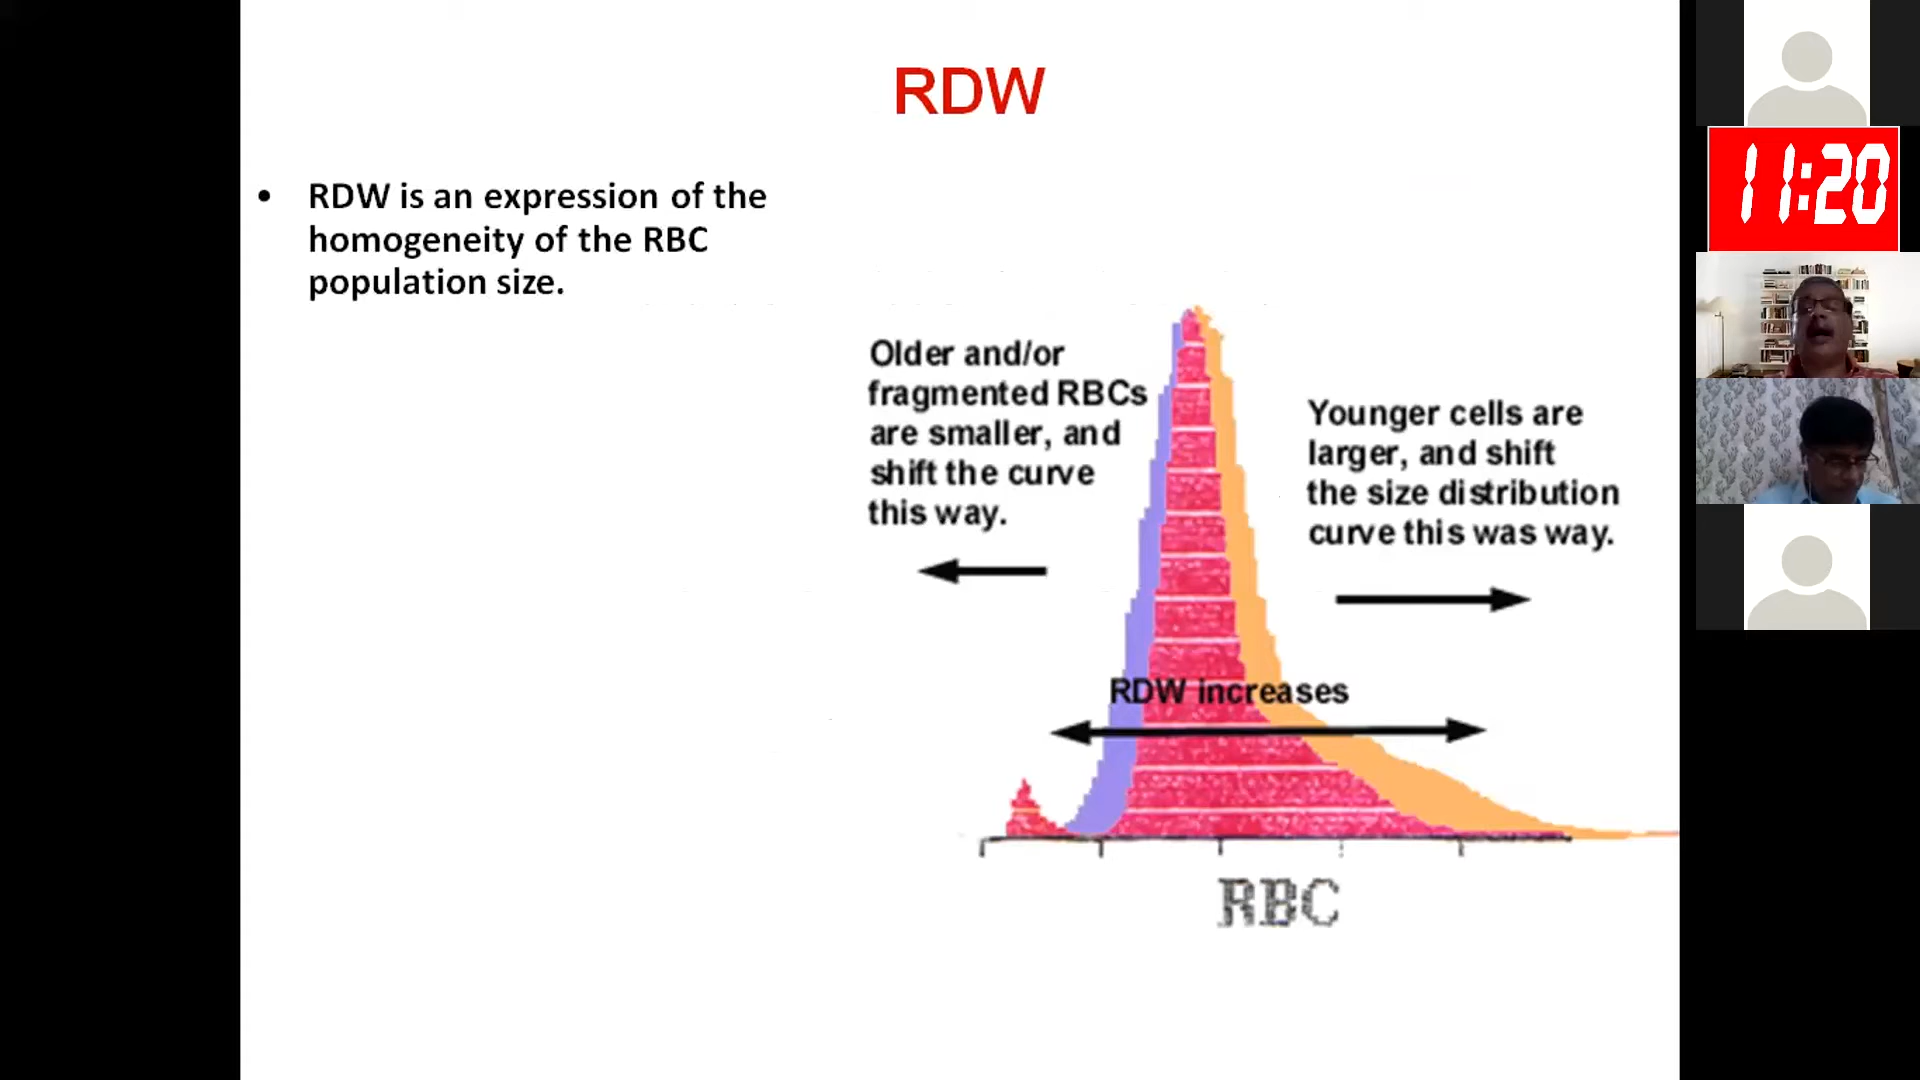 RDW
• RDW is an expression of the
homogeneity of the RBC
population size.
Older and/or
fragmented RBCs
are smaller, and
shift the curve
this way.
Younger cells are
larger, and shift
the size distribution
curve this was way.
RDW increases
RBC
11:20